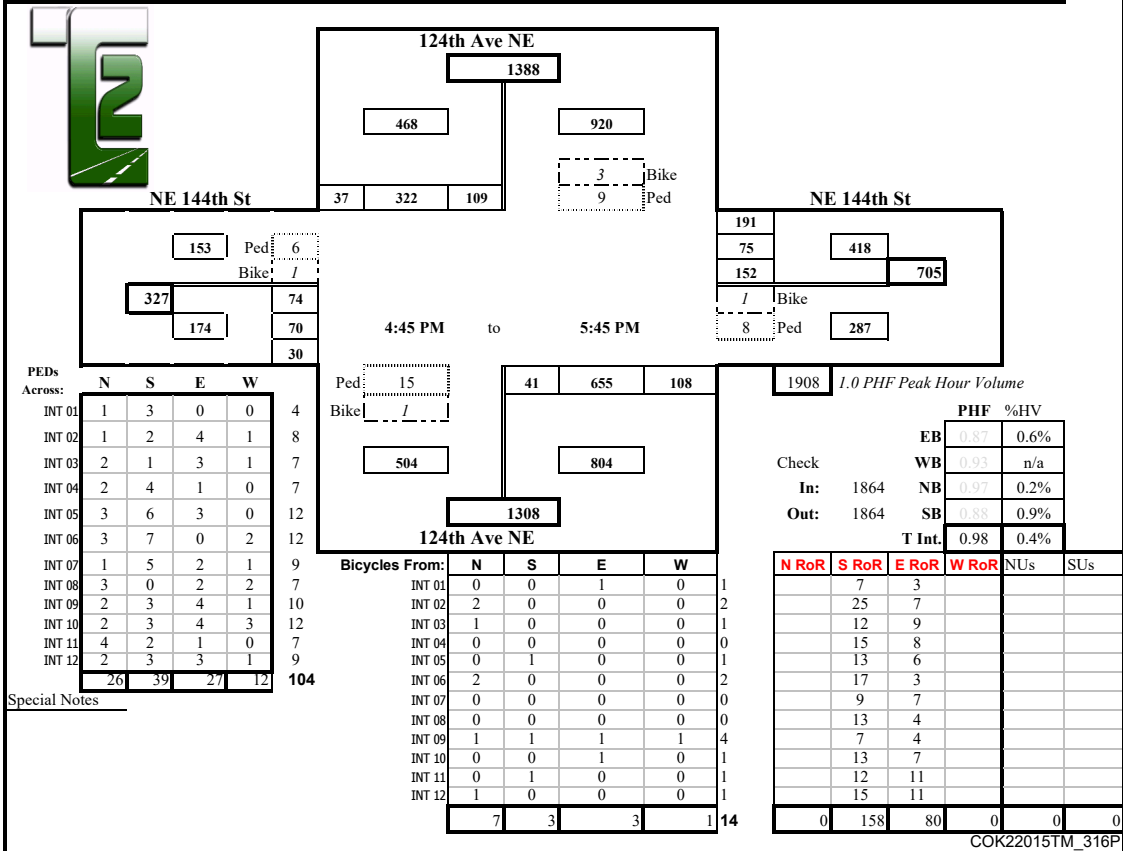 T2
124th Ave NE
1388
468 920
3 Bike
NE 144th St 37 322 109 9 Ped NE 144th St
191
153 Ped 6 75 418
Bike 1 152 705
327 74 1 Bike
174 70 4:45 PM to 5:45 PM 8 Ped 287
30
PEDs
Across: N S E W Ped 15 41 655 108 1908 1.0 PHF Peak Hour Volume
INT 01 1 3 0 0 4 Bike 1 PHF %HV
INT 02 1 2 4 1 8 EB 0.87 0.6%
INT 03 2 1 3 1 7 504 804 Check WB 0.93 n/a
INT 04 2 4 1 0 7 In: 1864 NB 0.97 0.2%
INT 05 3 6 3 0 12 1308 Out: 1864 SB 0.88 0.9%
INT 06 3 7 0 2 12 124th Ave NE T Int. 0.98 0.4%
INT 07 1 5 2 1 9 Bicycles From: N S E W N RoR S RoR E RoR W RoR NUs SUs
INT 08 3 0 2 2 7 INT 01 0 0 1 0 1 7 3
INT 09 2 3 4 1 10 INT 02 2 0 0 0 2 25 7
INT 10 2 3 4 3 12 INT 03 1 0 0 0 1 12 9
INT 11 4 2 1 0 7 INT 04 0 0 0 0 0 15 8
INT 12 2 3 3 1 9 INT 05 0 1 0 0 1 13 6
26 39 27 12 104 INT 06 2 0 0 0 2 17 3
Special Notes INT 07 0 0 0 0 0 9 7
INT 08 0 0 0 0 0 13 4
INT 09 1 1 1 1 4 7 4
INT 10 0 0 1 0 1 13 7
INT 11 0 1 0 0 1 12 11
INT 12 1 0 0 0 1 15 11
7 3 3 1 14 0 158 80 0 0 0
COK22015TM_316P